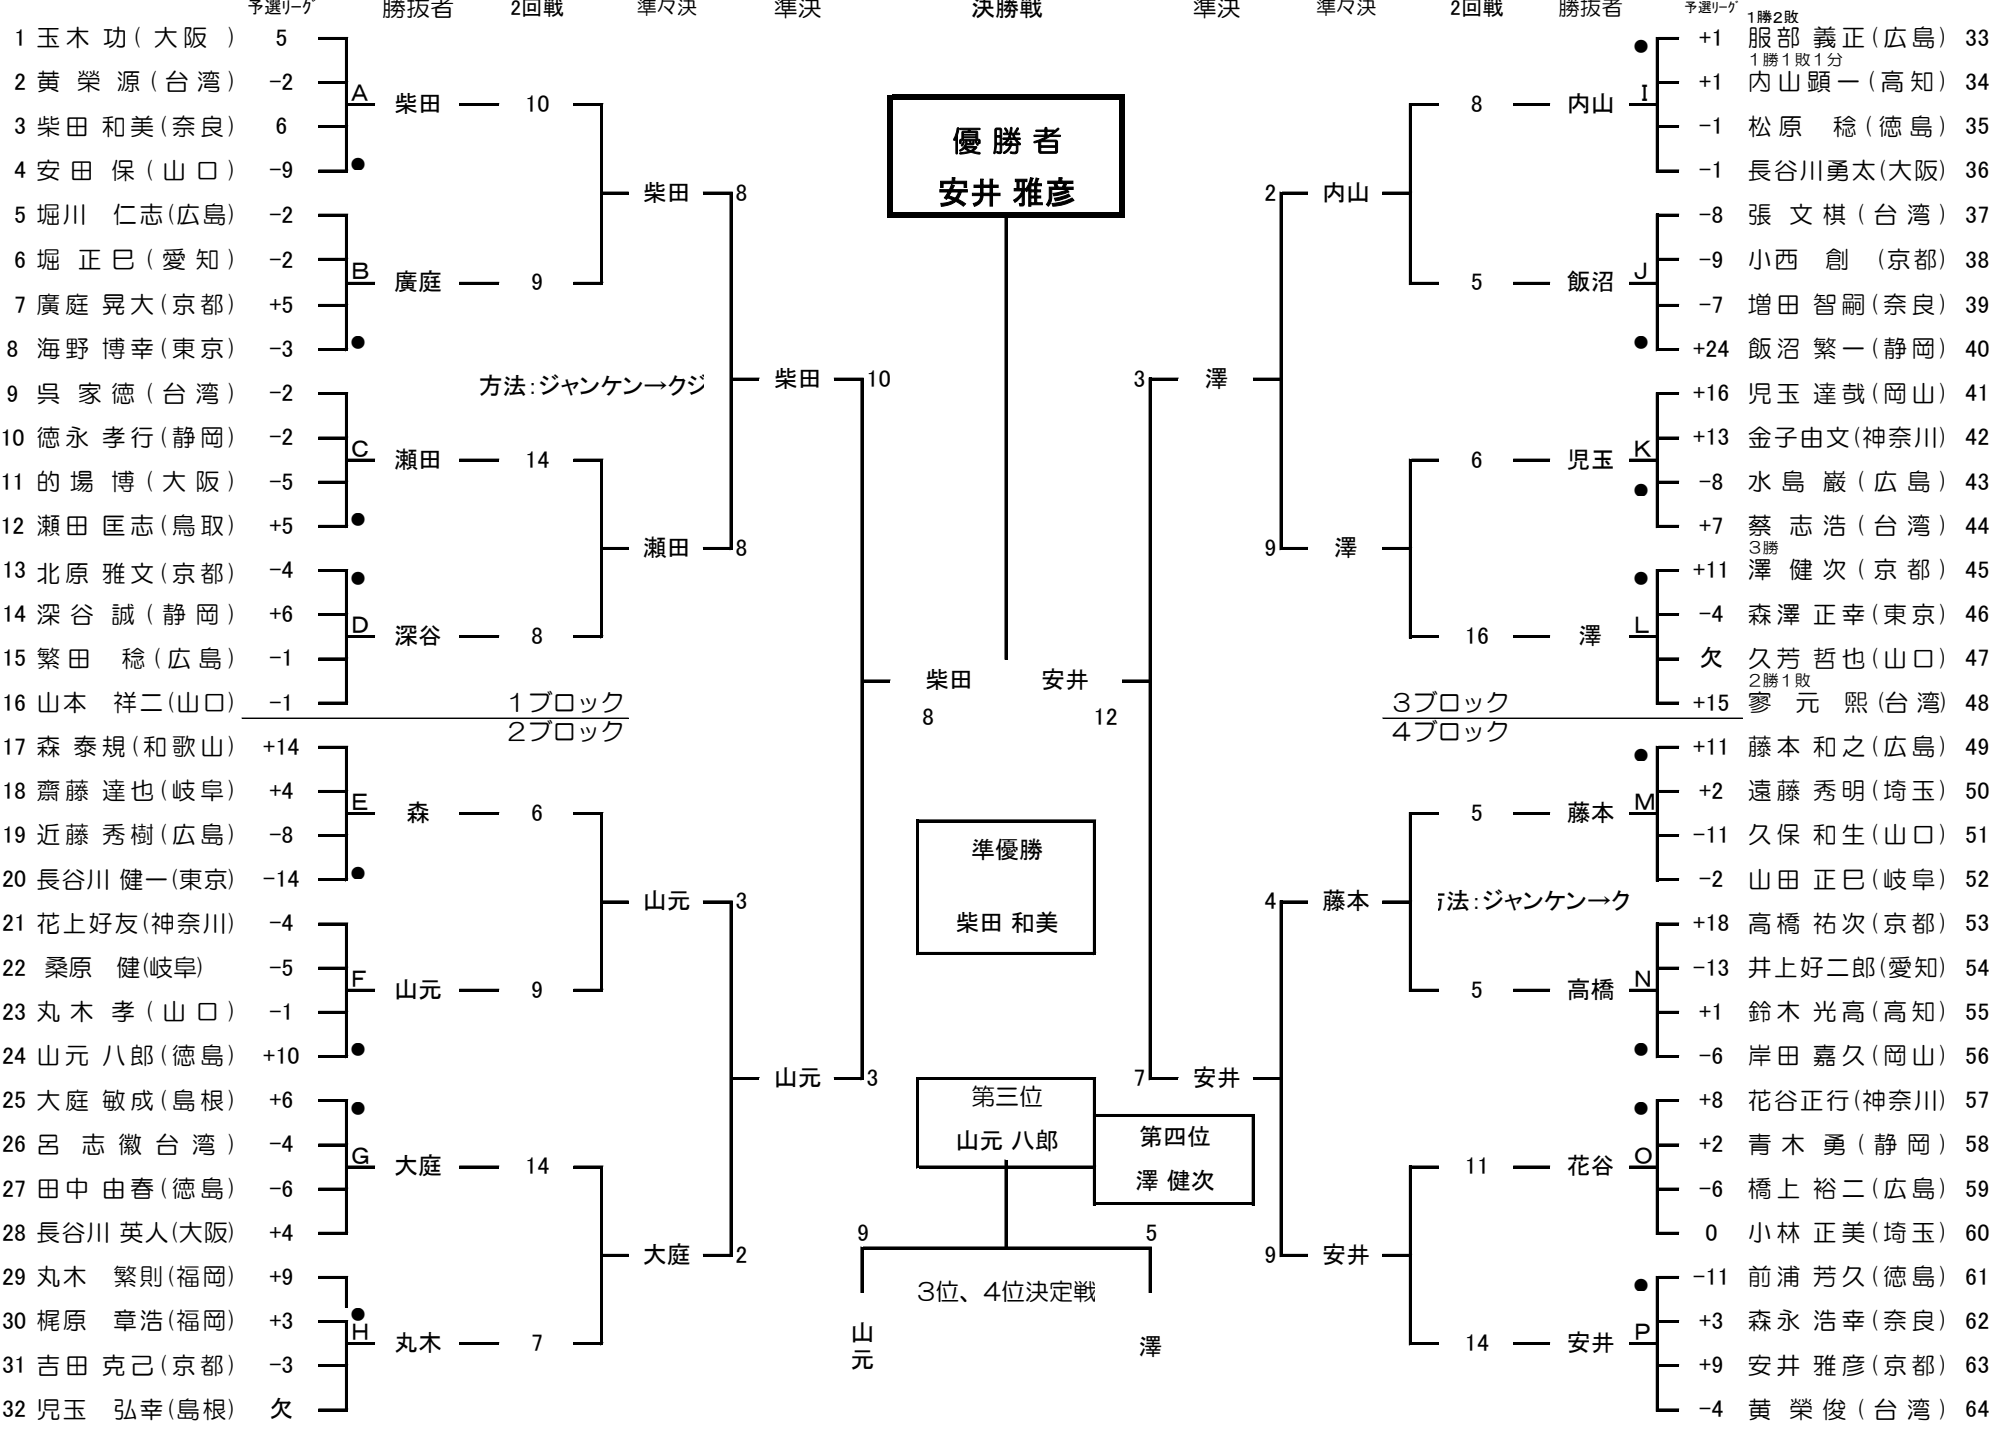 予選リーグ 勝抜者 2回戦 準々決 準決 決勝戦 準決 準々決 2回戦 勝抜者 予選リーグ
1 玉木 功( 大阪 ) 5
2 黄 榮 源(台湾) -2
3 柴田 和美(奈良) 6
4 安田 保(山口) -9
A 柴田 10
5 堀川 仁志(広島) -2
6 堀 正巳(愛知) -2
7 廣庭 晃大(京都) +5
8 海野 博幸(東京) -3
B 廣庭 9
柴田 8
方法:ジャンケン→クジ
9 呉 家徳(台湾) -2
10 徳永 孝行(静岡) -2
11 的場 博(大阪) -5
12 瀬田 匡志(鳥取) +5
C 瀬田 14
13 北原 雅文(京都) -4
14 深谷 誠(静岡) +6
15 繁田 稔(広島) -1
16 山本 祥二(山口) -1
D 深谷 8
瀬田 8
柴田 10
1ブロック
2ブロック
17 森 泰規(和歌山) +14
18 齋藤 達也(岐阜) +4
19 近藤 秀樹(広島) -8
20 長谷川 健一(東京) -14
E 森 6
21 花上好友(神奈川) -4
22 桑原 健(岐阜) -5
23 丸木 孝(山口) -1
24 山元 八郎(徳島) +10
F 山元 9
山元 3
25 大庭 敏成(島根) +6
26 呂 志徽台湾) -4
27 田中 由春(徳島) -6
28 長谷川 英人(大阪) +4
G 大庭 14
29 丸木 繁則(福岡) +9
30 梶原 章浩(福岡) +3
31 吉田 克己(京都) -3
32 児玉 弘幸(島根) 欠
H 丸木 7
大庭 2
山元 3
優勝者
安井 雅彦
柴田 安井
8 12
準優勝
柴田 和美
第三位
山元 八郎
第四位
澤 健次
9 5
3位、4位決定戦
山元 澤
1勝2敗
+1 服部 義正(広島) 33
1勝1敗1分
+1 内山顕一(高知) 34
-1 松原 稔(徳島) 35
-1 長谷川勇太(大阪) 36
8 内山 I
-8 張 文棋(台湾) 37
-9 小西 創 (京都) 38
-7 増田 智嗣(奈良) 39
+24 飯沼 繁一(静岡) 40
5 飯沼 J
2 内山
+16 児玉 達哉(岡山) 41
+13 金子由文(神奈川) 42
-8 水島 巌(広島) 43
+7 蔡 志浩(台湾) 44
6 児玉 K
3勝
+11 澤 健次(京都) 45
-4 森澤 正幸(東京) 46
欠 久芳 哲也(山口) 47
2勝1敗
+15 寥 元 熙(台湾) 48
16 澤 L
9 澤
3 澤
3ブロック
4ブロック
+11 藤本 和之(広島) 49
+2 遠藤 秀明(埼玉) 50
-11 久保 和生(山口) 51
-2 山田 正巳(岐阜) 52
5 藤本 M
方法:ジャンケン→ク
+18 高橋 祐次(京都) 53
-13 井上好二郎(愛知) 54
+1 鈴木 光高(高知) 55
-6 岸田 嘉久(岡山) 56
5 高橋 N
4 藤本
+8 花谷正行(神奈川) 57
+2 青木 勇(静岡) 58
-6 橋上 裕二(広島) 59
0 小林 正美(埼玉) 60
11 花谷 O
-11 前浦 芳久(徳島) 61
+3 森永 浩幸(奈良) 62
+9 安井 雅彦(京都) 63
-4 黄 榮俊(台湾) 64
14 安井 P
9 安井
7 安井